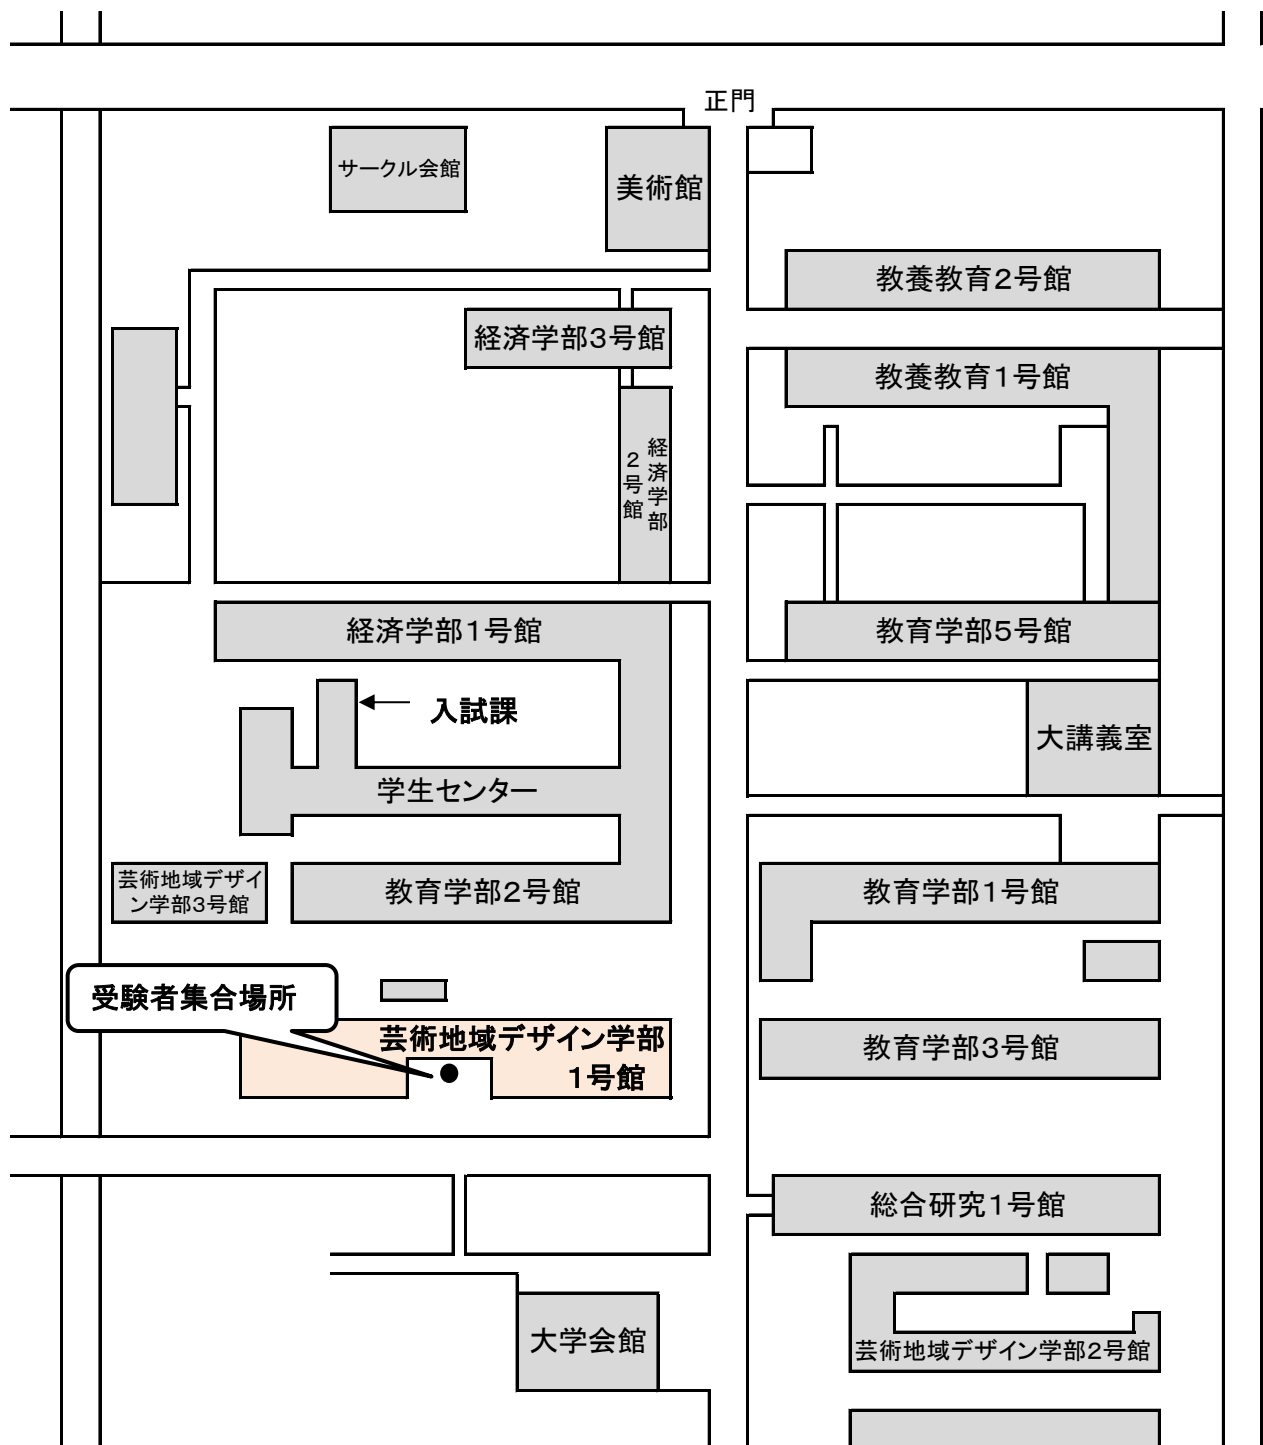 正門
サークル会館
美術館
教養教育２号館
経済学部３号館
教養教育１号館
経済学部
２号館
経済学部１号館
教育学部５号館
入試課
大講義室
学生センター
芸術地域デザイ
ン学部３号館
教育学部２号館
教育学部１号館
受験者集合場所
芸術地域デザイン学部
１号館
教育学部３号館
総合研究１号館
大学会館
芸術地域デザイン学部２号館